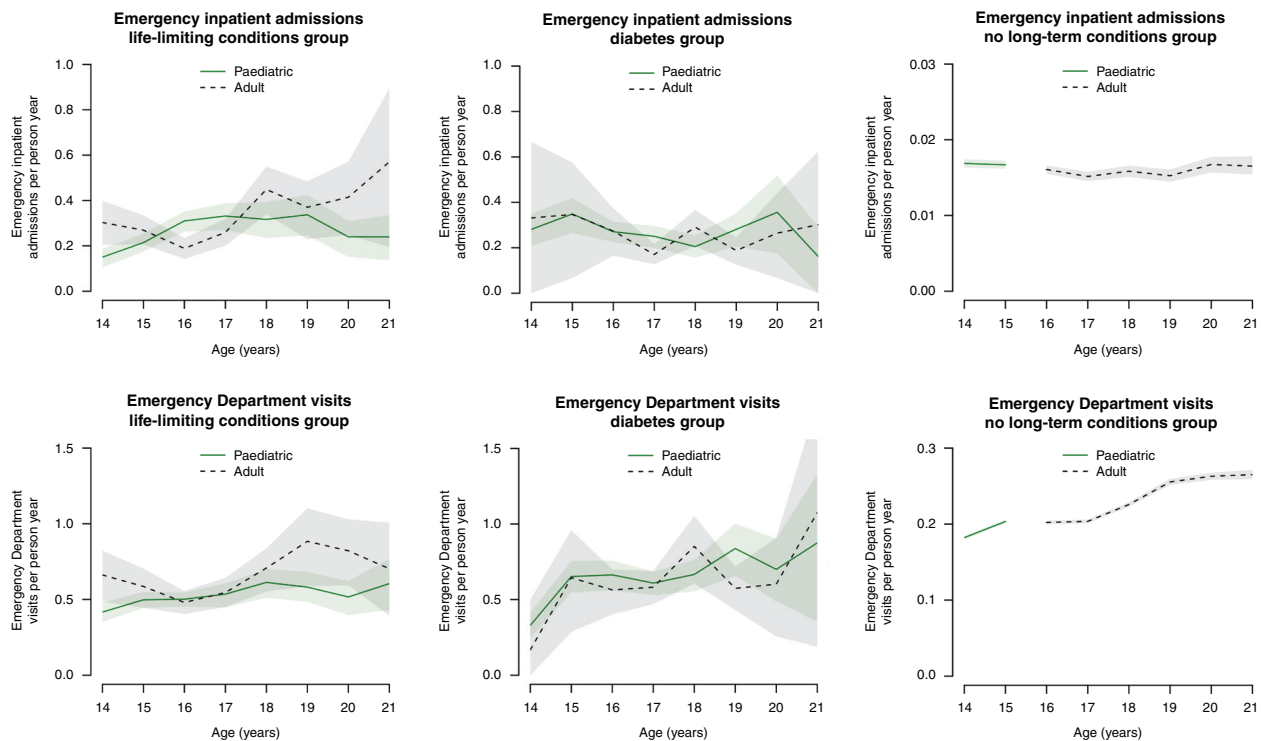 Emergency inpatient admissions
life-limiting conditions group
Emergency inpatient
admissions per person year
1.0
0.8
0.6
0.4
0.2
0.0
Paediatric
Adult
14 15 16 17 18 19 20 21
Age (years)
Emergency inpatient admissions
diabetes group
Emergency inpatient
admissions per person year
1.0
0.8
0.6
0.4
0.2
0.0
Paediatric
Adult
14 15 16 17 18 19 20 21
Age (years)
Emergency inpatient admissions
no long-term conditions group
Emergency inpatient
admissions per person year
0.03
0.02
0.01
0.00
Paediatric
Adult
14 15 16 17 18 19 20 21
Age (years)
Emergency Department visits
life-limiting conditions group
Emergency Department
visits per person year
1.5
1.0
0.5
0.0
Paediatric
Adult
14 15 16 17 18 19 20 21
Age (years)
Emergency Department visits
diabetes group
Emergency Department
visits per person year
1.5
1.0
0.5
0.0
Paediatric
Adult
14 15 16 17 18 19 20 21
Age (years)
Emergency Department visits
no long-term conditions group
Emergency Department
visits per person year
0.3
0.2
0.1
0.0
Paediatric
Adult
14 15 16 17 18 19 20 21
Age (years)